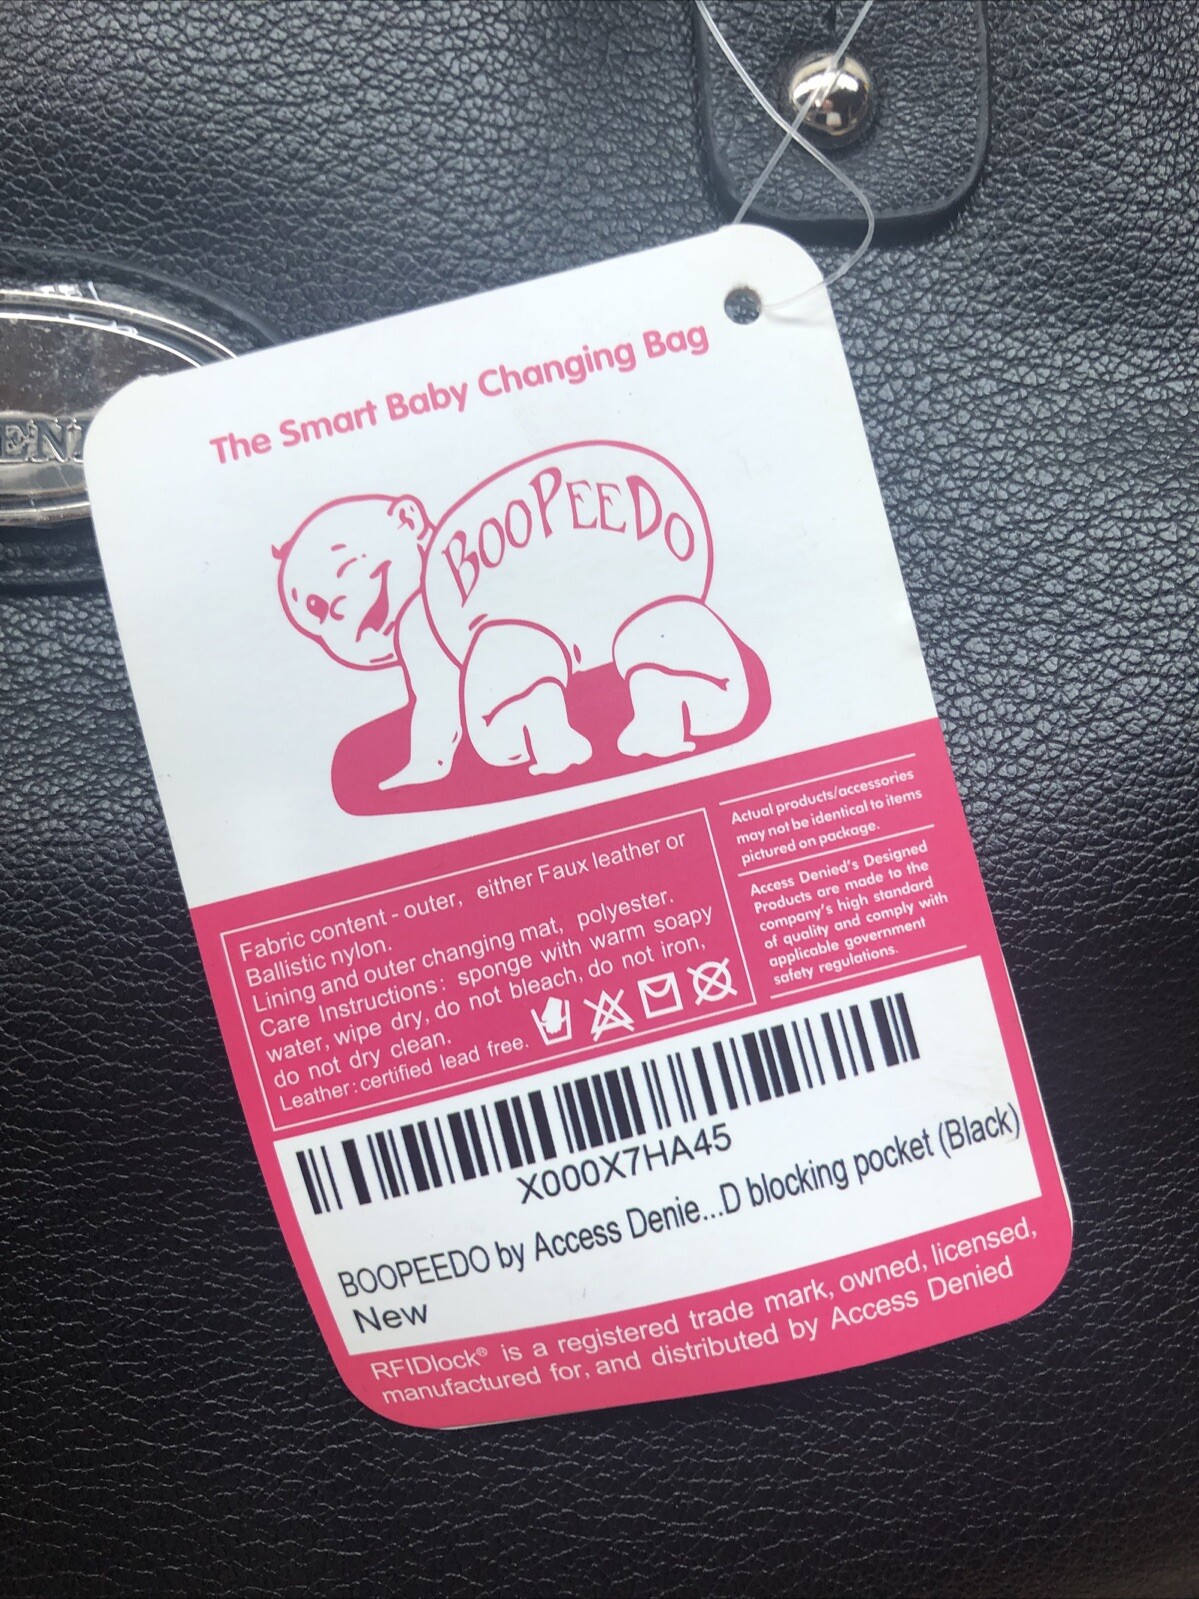 The Smart Baby Changing Bag
BOOPEEDO
Fabric content - outer, either Faux leather or
Ballistic nylon.
Lining and outer changing mat, polyester.
Care Instructions: sponge with warm soapy
water, wipe dry, do not bleach, do not iron,
do not dry clean.
Leather: certified lead free.
Actual products/accessories
may not be identical to items
pictured on package.
Access Denied's Designed
Products are made to the
company's high standard
of quality and comply with
applicable government
safety regulations.
X000X7HA45
BOOPEEDO by Access Denie...D blocking pocket (Black)
New
RFIDlock® is a registered trade mark, owned, licensed,
manufactured for, and distributed by Access Denied